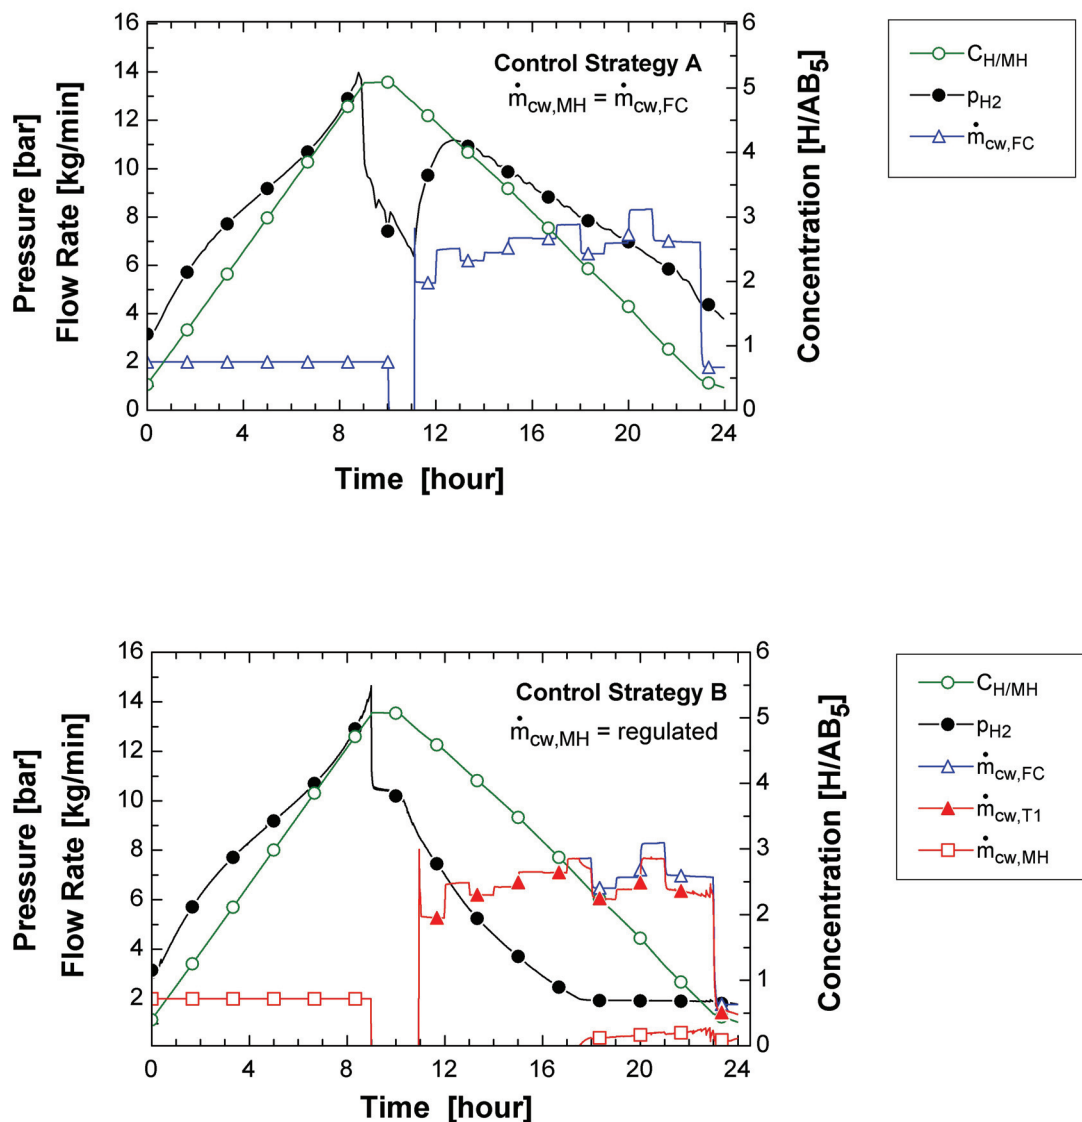 Control Strategy A
ṁcw,MH = ṁcw,FC
Pressure [bar]
Flow Rate [kg/min]
16
14
12
10
8
6
4
2
0
0 4 8 12 16 20 24
Time [hour]
6
5
4
3
2
1
0
Concentration [H/AB5]
CH/MH
pH2
ṁcw,FC
Control Strategy B
ṁcw,MH = regulated
Pressure [bar]
Flow Rate [kg/min]
16
14
12
10
8
6
4
2
0
0 4 8 12 16 20 24
Time [hour]
6
5
4
3
2
1
0
Concentration [H/AB5]
CH/MH
pH2
ṁcw,FC
ṁcw,T1
ṁcw,MH